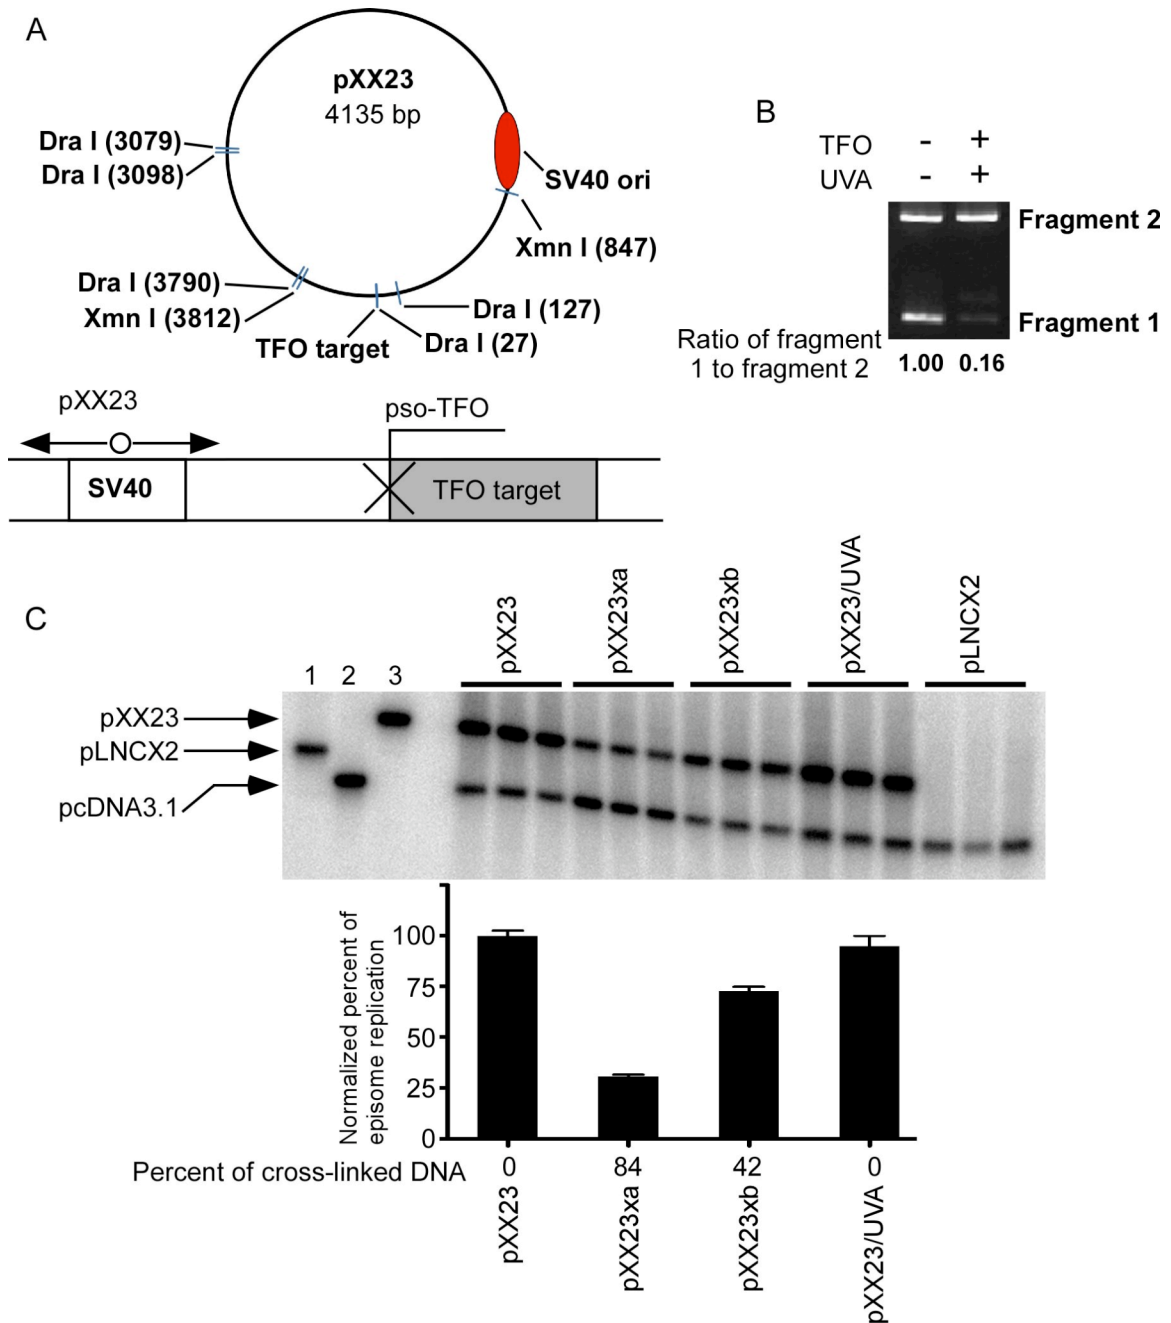 A
pXX23
4135 bp
Dra I (3079)
Dra I (3098)
SV40 ori
Xmn I (847)
Dra I (3790)
Xmn I (3812)
Dra I (127)
TFO target
Dra I (27)
B
TFO - +
UVA - +
Fragment 2
Fragment 1
Ratio of fragment
1 to fragment 2
1.00 0.16
pXX23
pso-TFO
SV40
TFO target
C
1 2 3
pXX23
pXX23xa
pXX23xb
pXX23/UVA
pLNCX2
pXX23
pLNCX2
pcDNA3.1
Normalized percent of
episome replication
100
75
50
25
0
Percent of cross-linked DNA 0 84 42 0
pXX23
pXX23xa
pXX23xb
pXX23/UVA